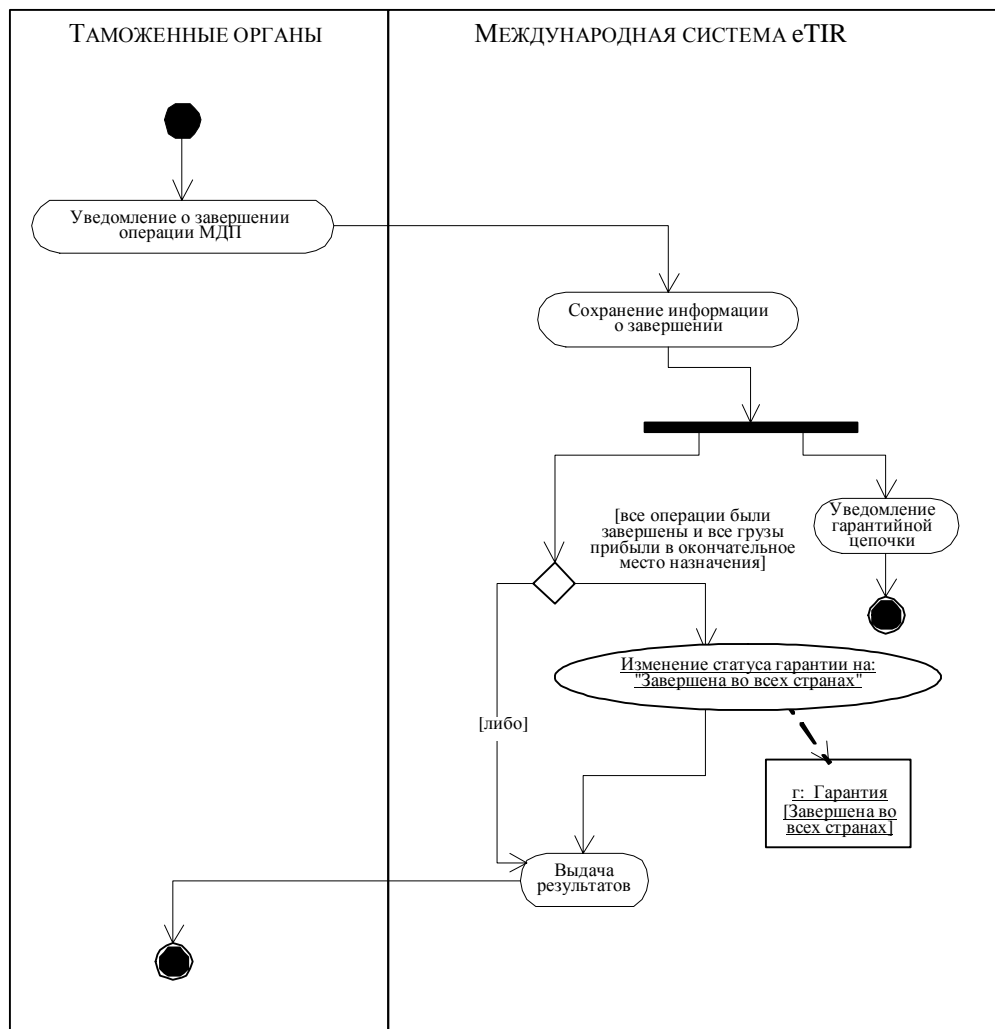 ТАМОЖЕННЫЕ ОРГАНЫ
МЕЖДУНАРОДНАЯ СИСТЕМА eTIR
Уведомление о завершении
операции МДП
Сохранение информации
о завершении
[все операции были
завершены и все грузы
прибыли в окончательное
место назначения]
Уведомление
гарантийной
цепочки
Изменение статуса гарантии на:
"Завершена во всех странах"
[либо]
г: Гарантия
[Завершена во
всех странах]
Выдача
результатов